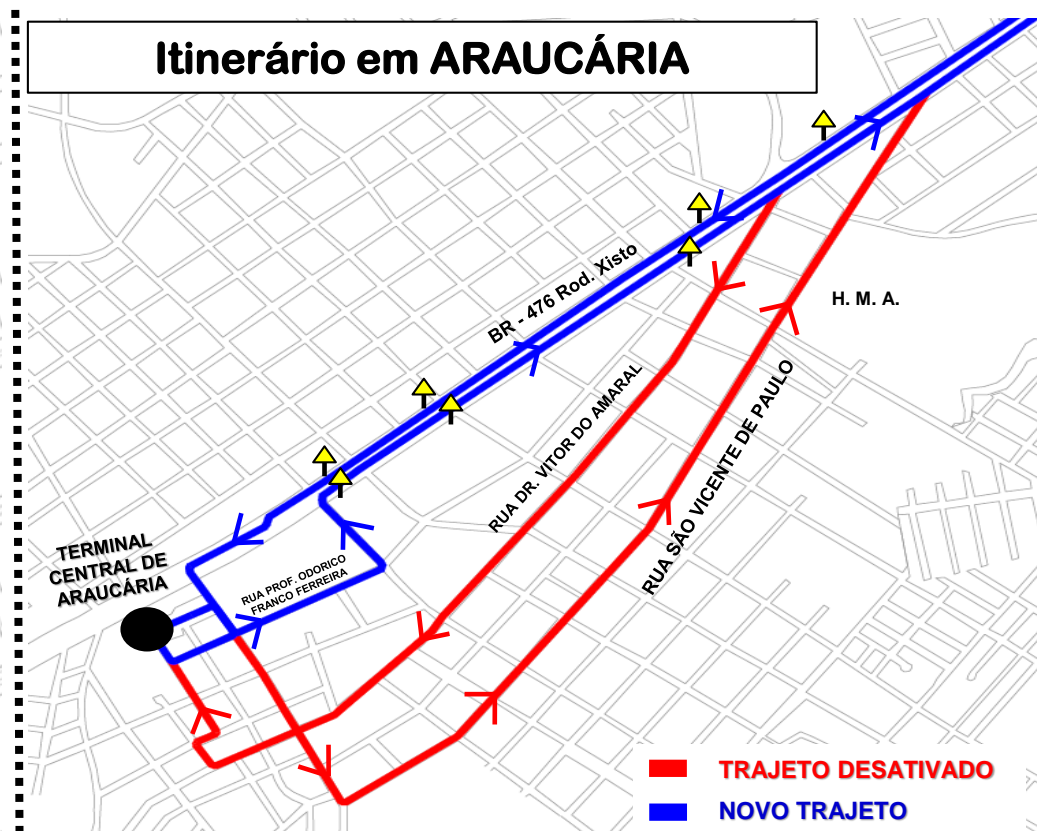 Itinerário em ARAUCÁRIA
BR - 476 Rod. Xisto
H. M. A.
RUA DR. VITOR DO AMARAL
RUA SÃO VICENTE DE PAULO
TERMINAL
CENTRAL DE
ARAUCÁRIA
RUA PROF. ODORICO
FRANCO FERREIRA
TRAJETO DESATIVADO
NOVO TRAJETO